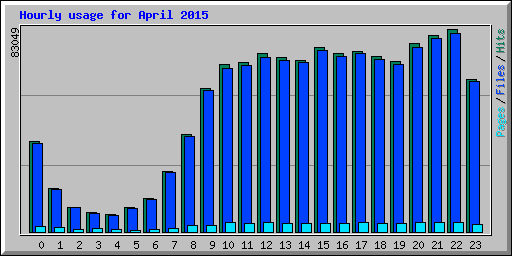 Hourly usage for April 2015
83049
Pages / Files / Hits
0 1 2 3 4 5 6 7 8 9 10 11 12 13 14 15 16 17 18 19 20 21 22 23